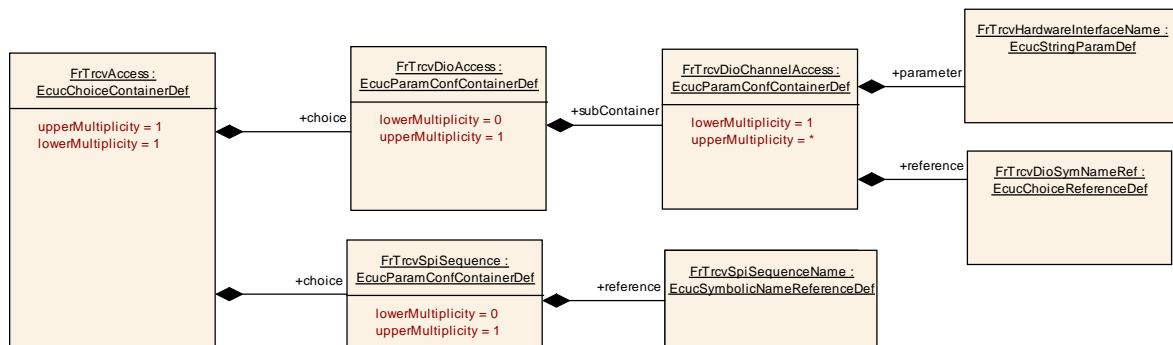 FrTrcvAccess :
EcucChoiceContainerDef
upperMultiplicity = 1
lowerMultiplicity = 1
+choice
FrTrcvDioAccess :
EcucParamConfContainerDef
lowerMultiplicity = 0
upperMultiplicity = 1
+subContainer
FrTrcvDioChannelAccess :
EcucParamConfContainerDef
lowerMultiplicity = 1
upperMultiplicity = *
+parameter
FrTrcvHardwareInterfaceName :
EcucStringParamDef
+reference
FrTrcvDioSymNameRef :
EcucChoiceReferenceDef
+choice
FrTrcvSpiSequence :
EcucParamConfContainerDef
lowerMultiplicity = 0
upperMultiplicity = 1
+reference
FrTrcvSpiSequenceName :
EcucSymbolicNameReferenceDef